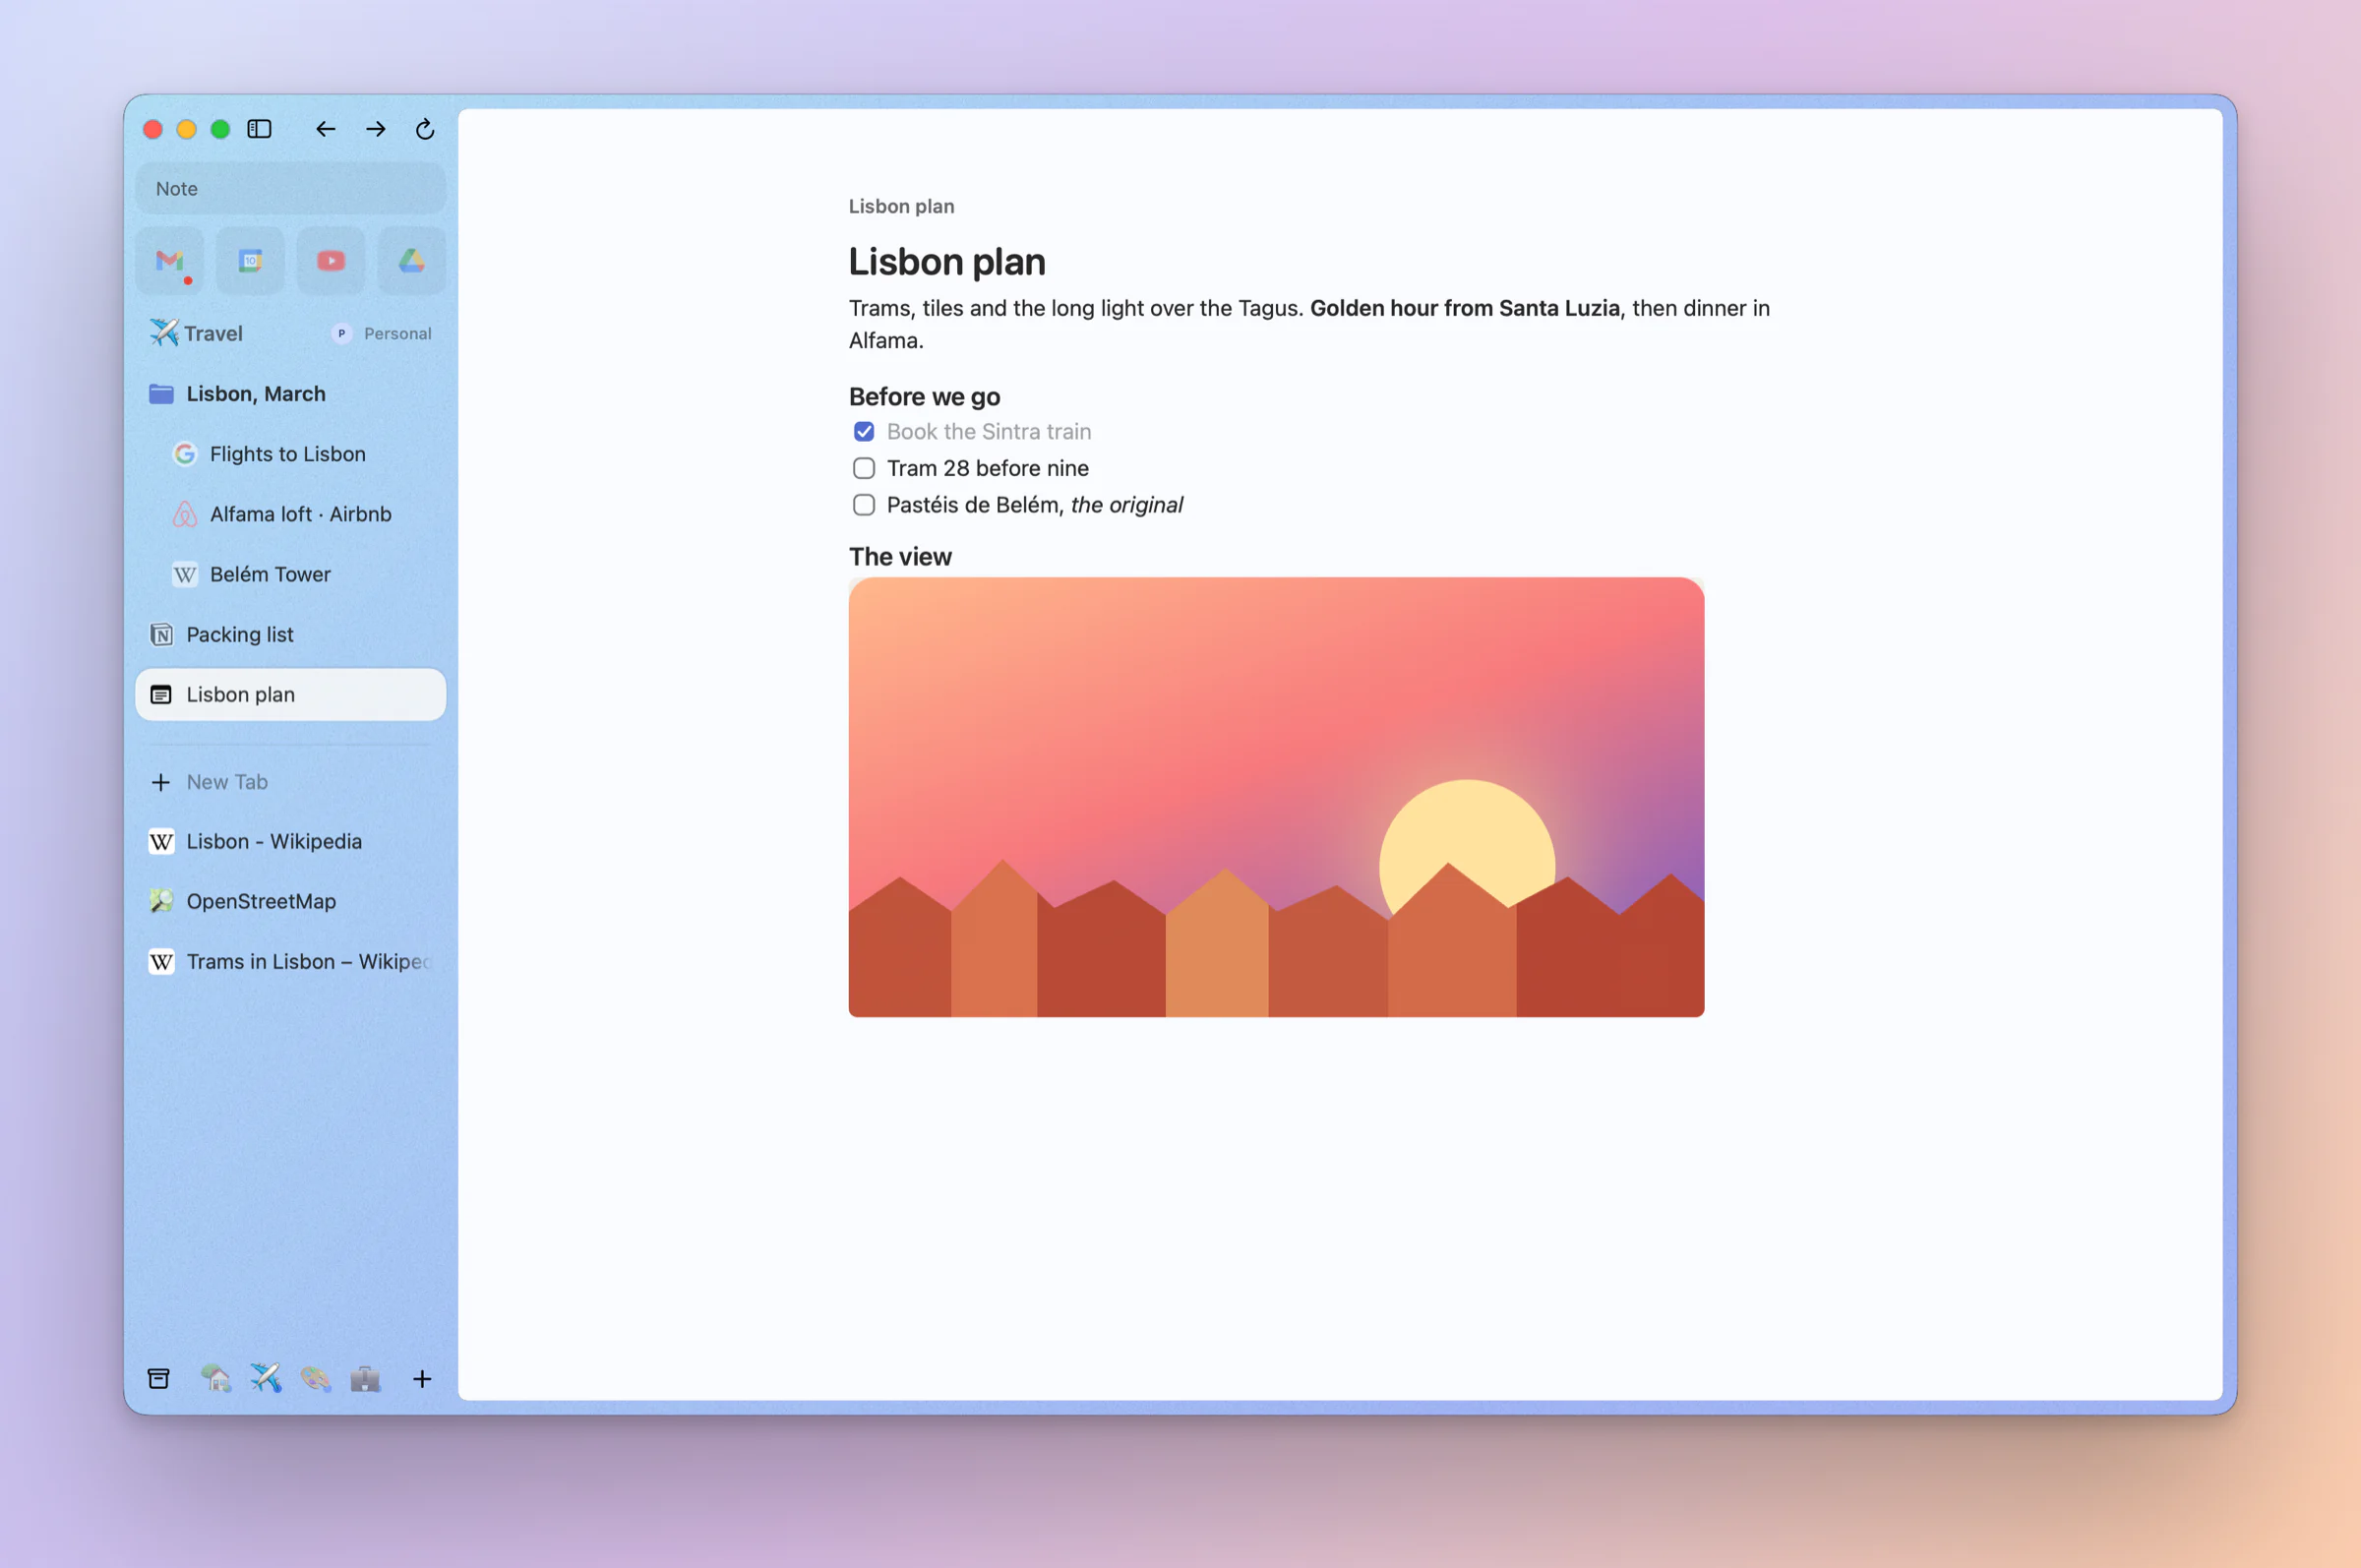 Note
10
Travel
P
Personal
Lisbon, March
Flights to Lisbon
Alfama loft · Airbnb
W
Belém Tower
N
Packing list
Lisbon plan
New Tab
W
Lisbon - Wikipedia
OpenStreetMap
W
Trams in Lisbon – Wikiped
Lisbon plan
Lisbon plan
Trams, tiles and the long light over the Tagus. Golden hour from Santa Luzia, then dinner in
Alfama.
Before we go
Book the Sintra train
Tram 28 before nine
Pastéis de Belém, the original
The view